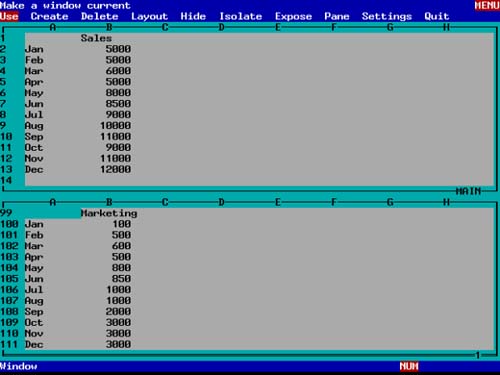 Make a window current MENU
Use Create Delete Layout Hide Isolate Expose Pane Settings Quit
A B C D E F G H
1 Sales
2 Jan 5000
3 Feb 5000
4 Mar 6000
5 Apr 5000
6 May 8000
7 Jun 8500
8 Jul 9000
9 Aug 10000
10 Sep 11000
11 Oct 9000
12 Nov 11000
13 Dec 12000
14
MAIN
A B C D E F G H
99 Marketing
100 Jan 100
101 Feb 500
102 Mar 600
103 Apr 500
104 May 800
105 Jun 850
106 Jul 1000
107 Aug 1000
108 Sep 2000
109 Oct 3000
110 Nov 3000
111 Dec 3000
1
Window NUM